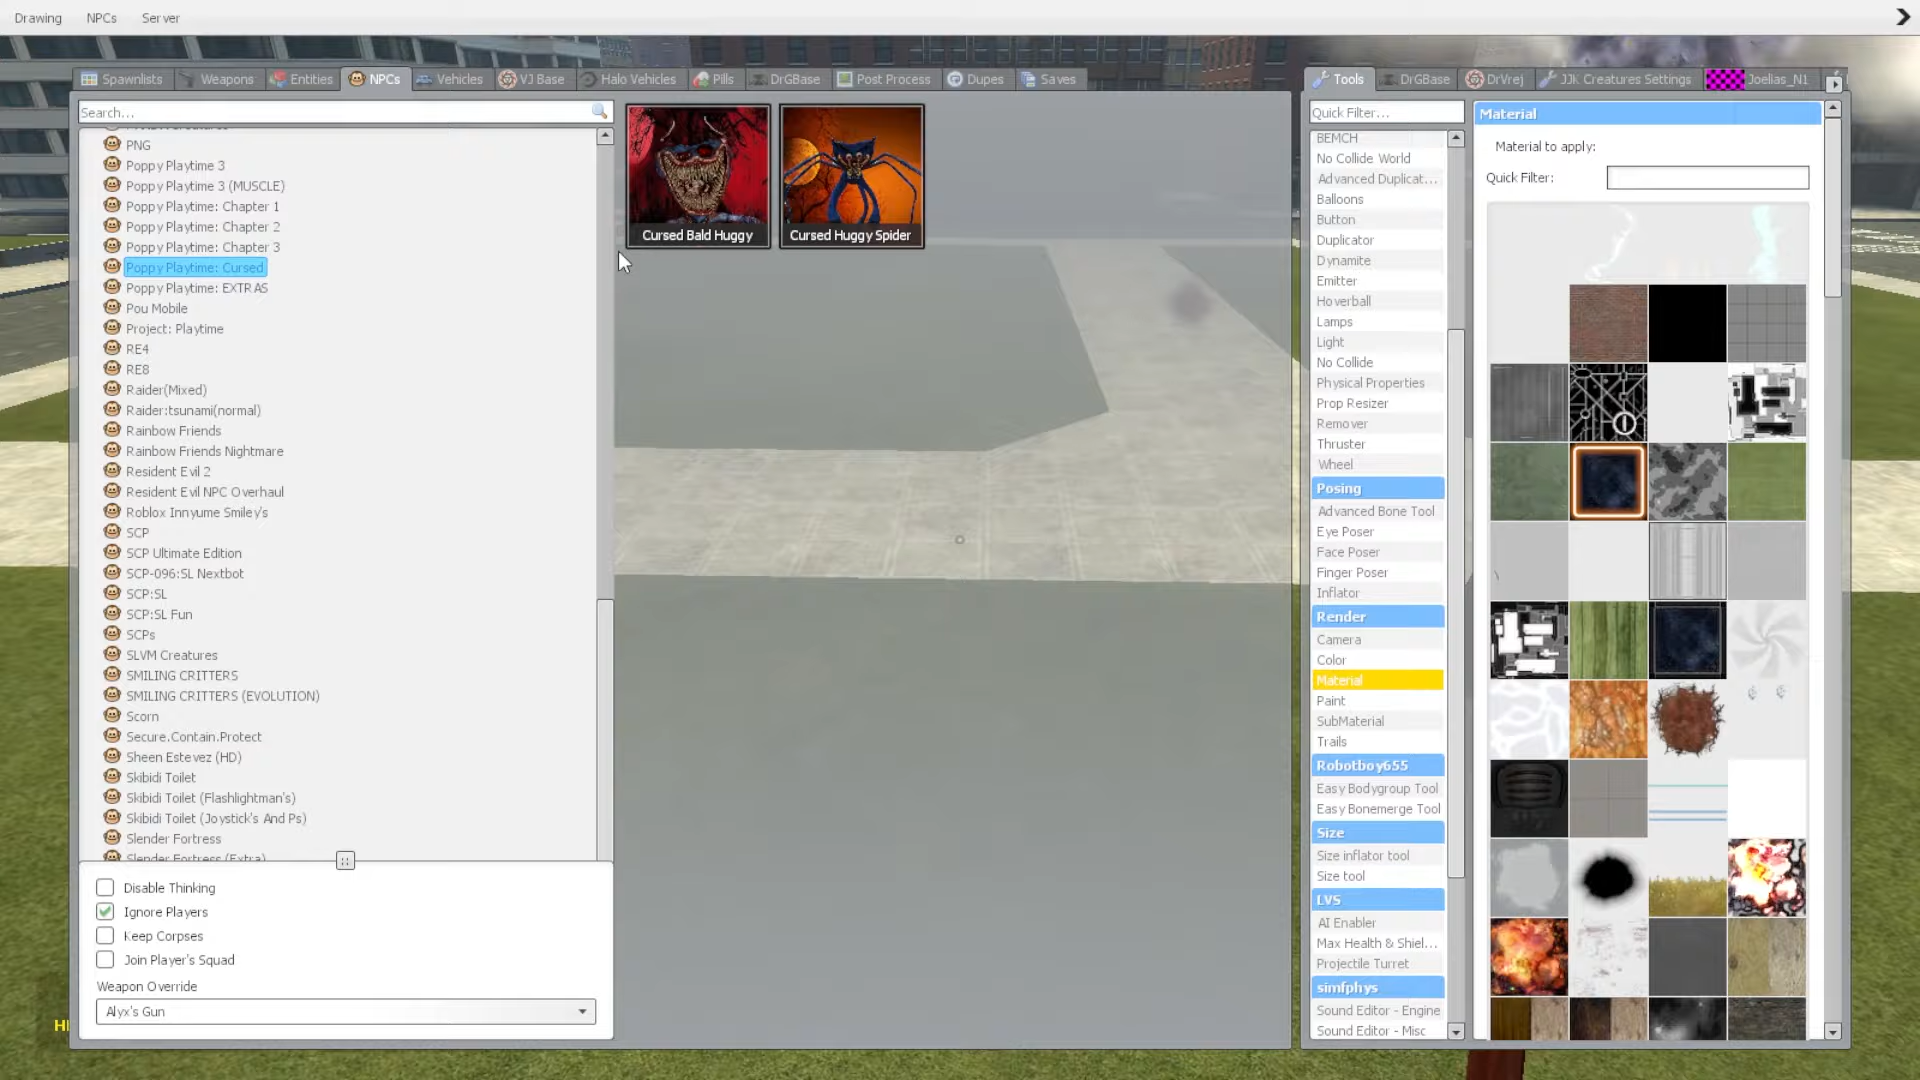 Drawing NPCs Server
Spawnlists Weapons Entities NPCs Vehicles VJ Base Halo Vehicles Pills DrGBase Post Process Dupes Saves
Search...
PNG
Poppy Playtime 3
Poppy Playtime 3 (MUSCLE)
Poppy Playtime: Chapter 1
Poppy Playtime: Chapter 2
Poppy Playtime: Chapter 3
Poppy Playtime: Cursed
Poppy Playtime: EXTRAS
Pou Mobile
Project: Playtime
RE4
RE8
Raider(Mixed)
Raider:tsunami(normal)
Rainbow Friends
Rainbow Friends Nightmare
Resident Evil 2
Resident Evil NPC Overhaul
Roblox Innyume Smiley's
SCP
SCP Ultimate Edition
SCP-096:SL Nextbot
SCP:SL
SCP:SL Fun
SCPs
SLVM Creatures
SMILING CRITTERS
SMILING CRITTERS (EVOLUTION)
Scorn
Secure.Contain.Protect
Sheen Estevez (HD)
Skibidi Toilet
Skibidi Toilet (Flashlightman's)
Skibidi Toilet (Joystick's And Ps)
Slender Fortress
Slender Fortress (Extra)
Disable Thinking
Ignore Players
Keep Corpses
Join Player's Squad
Weapon Override
Alyx's Gun
Cursed Bald Huggy
Cursed Huggy Spider
Tools DrGBase DrVrej JJK Creatures Settings Joelias_N1
Quick Filter...
BEMCH
No Collide World
Advanced Duplicat...
Balloons
Button
Duplicator
Dynamite
Emitter
Hoverball
Lamps
Light
No Collide
Physical Properties
Prop Resizer
Remover
Thruster
Wheel
Posing
Advanced Bone Tool
Eye Poser
Face Poser
Finger Poser
Inflator
Render
Camera
Color
Material
Paint
SubMaterial
Trails
Robotboy655
Easy Bodygroup Tool
Easy Bonemerge Tool
Size
Size inflator tool
Size tool
LVS
AI Enabler
Max Health & Shiel...
Projectile Turret
simfphys
Sound Editor - Engine
Sound Editor - Misc
Material
Material to apply:
Quick Filter: